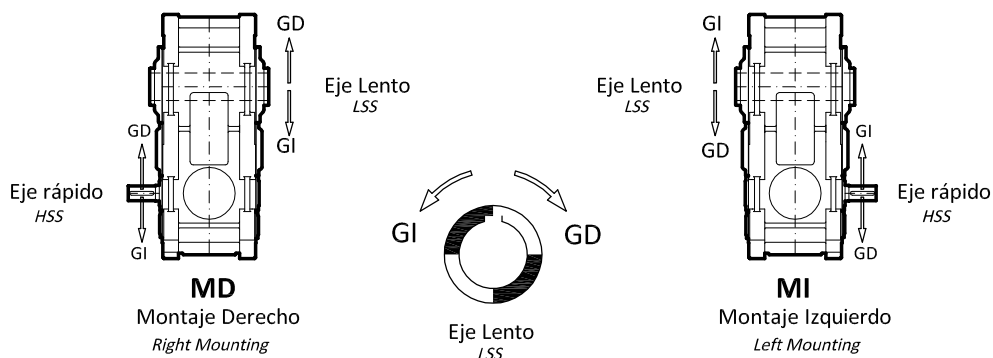 GD
Eje Lento
LSS
GI
GD
Eje rápido
HSS
GI
MD
Montaje Derecho
Right Mounting
GI
GD
Eje Lento
LSS
GI
Eje Lento
LSS
GD
GI
Eje rápido
HSS
GD
MI
Montaje Izquierdo
Left Mounting